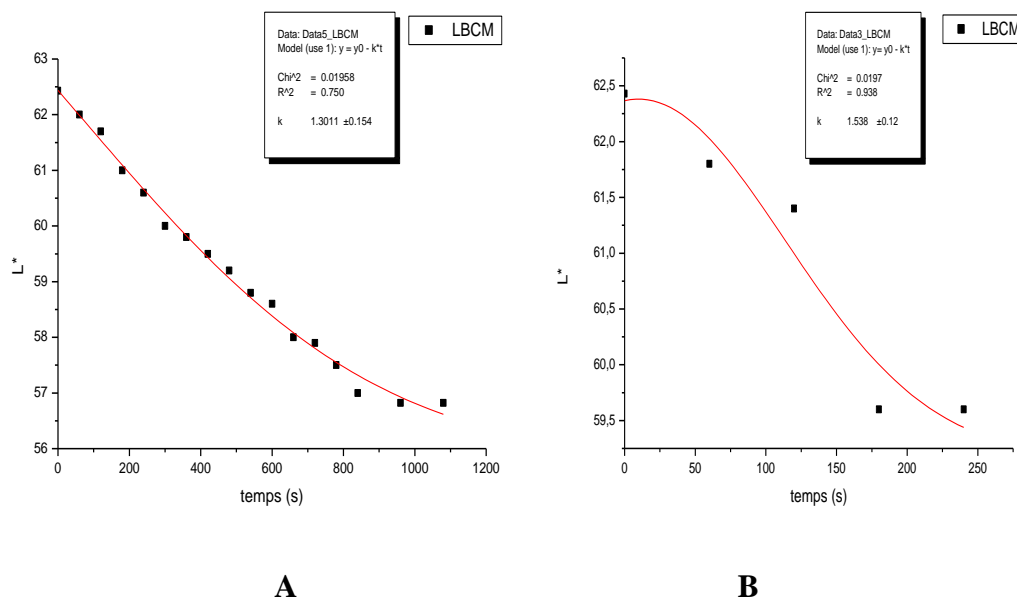 LBCM
Data: Data5_LBCM
Model (use 1): y = y0 - k*t
Chi^2 = 0.01958
R^2 = 0.750
k 1.3011 ±0.154
63
62
61
60
59
58
57
56
L*
0 200 400 600 800 1000 1200
temps (s)
A
LBCM
Data: Data3_LBCM
Model (use 1): y= y0 - k*t
Chi^2 = 0.0197
R^2 = 0.938
k 1.538 ±0.12
62,5
62,0
61,5
61,0
60,5
60,0
59,5
L*
0 50 100 150 200 250
temps (s)
B